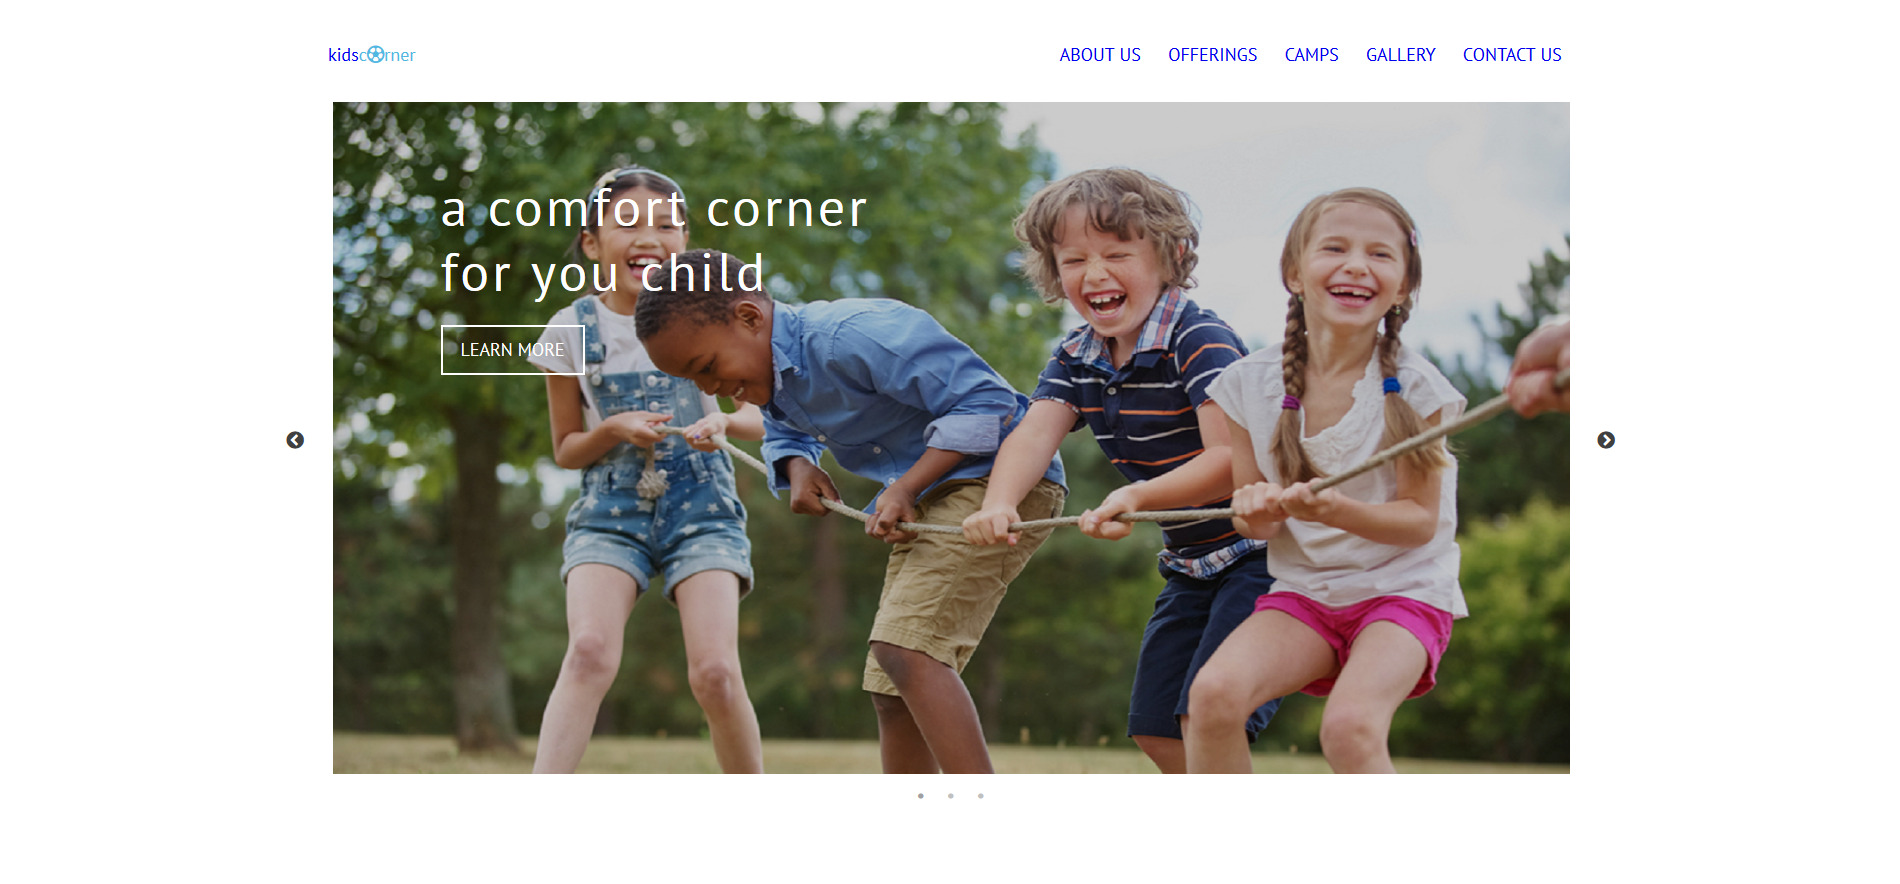 kidscorner
ABOUT US OFFERINGS CAMPS GALLERY CONTACT US
a comfort corner
for you child
LEARN MORE